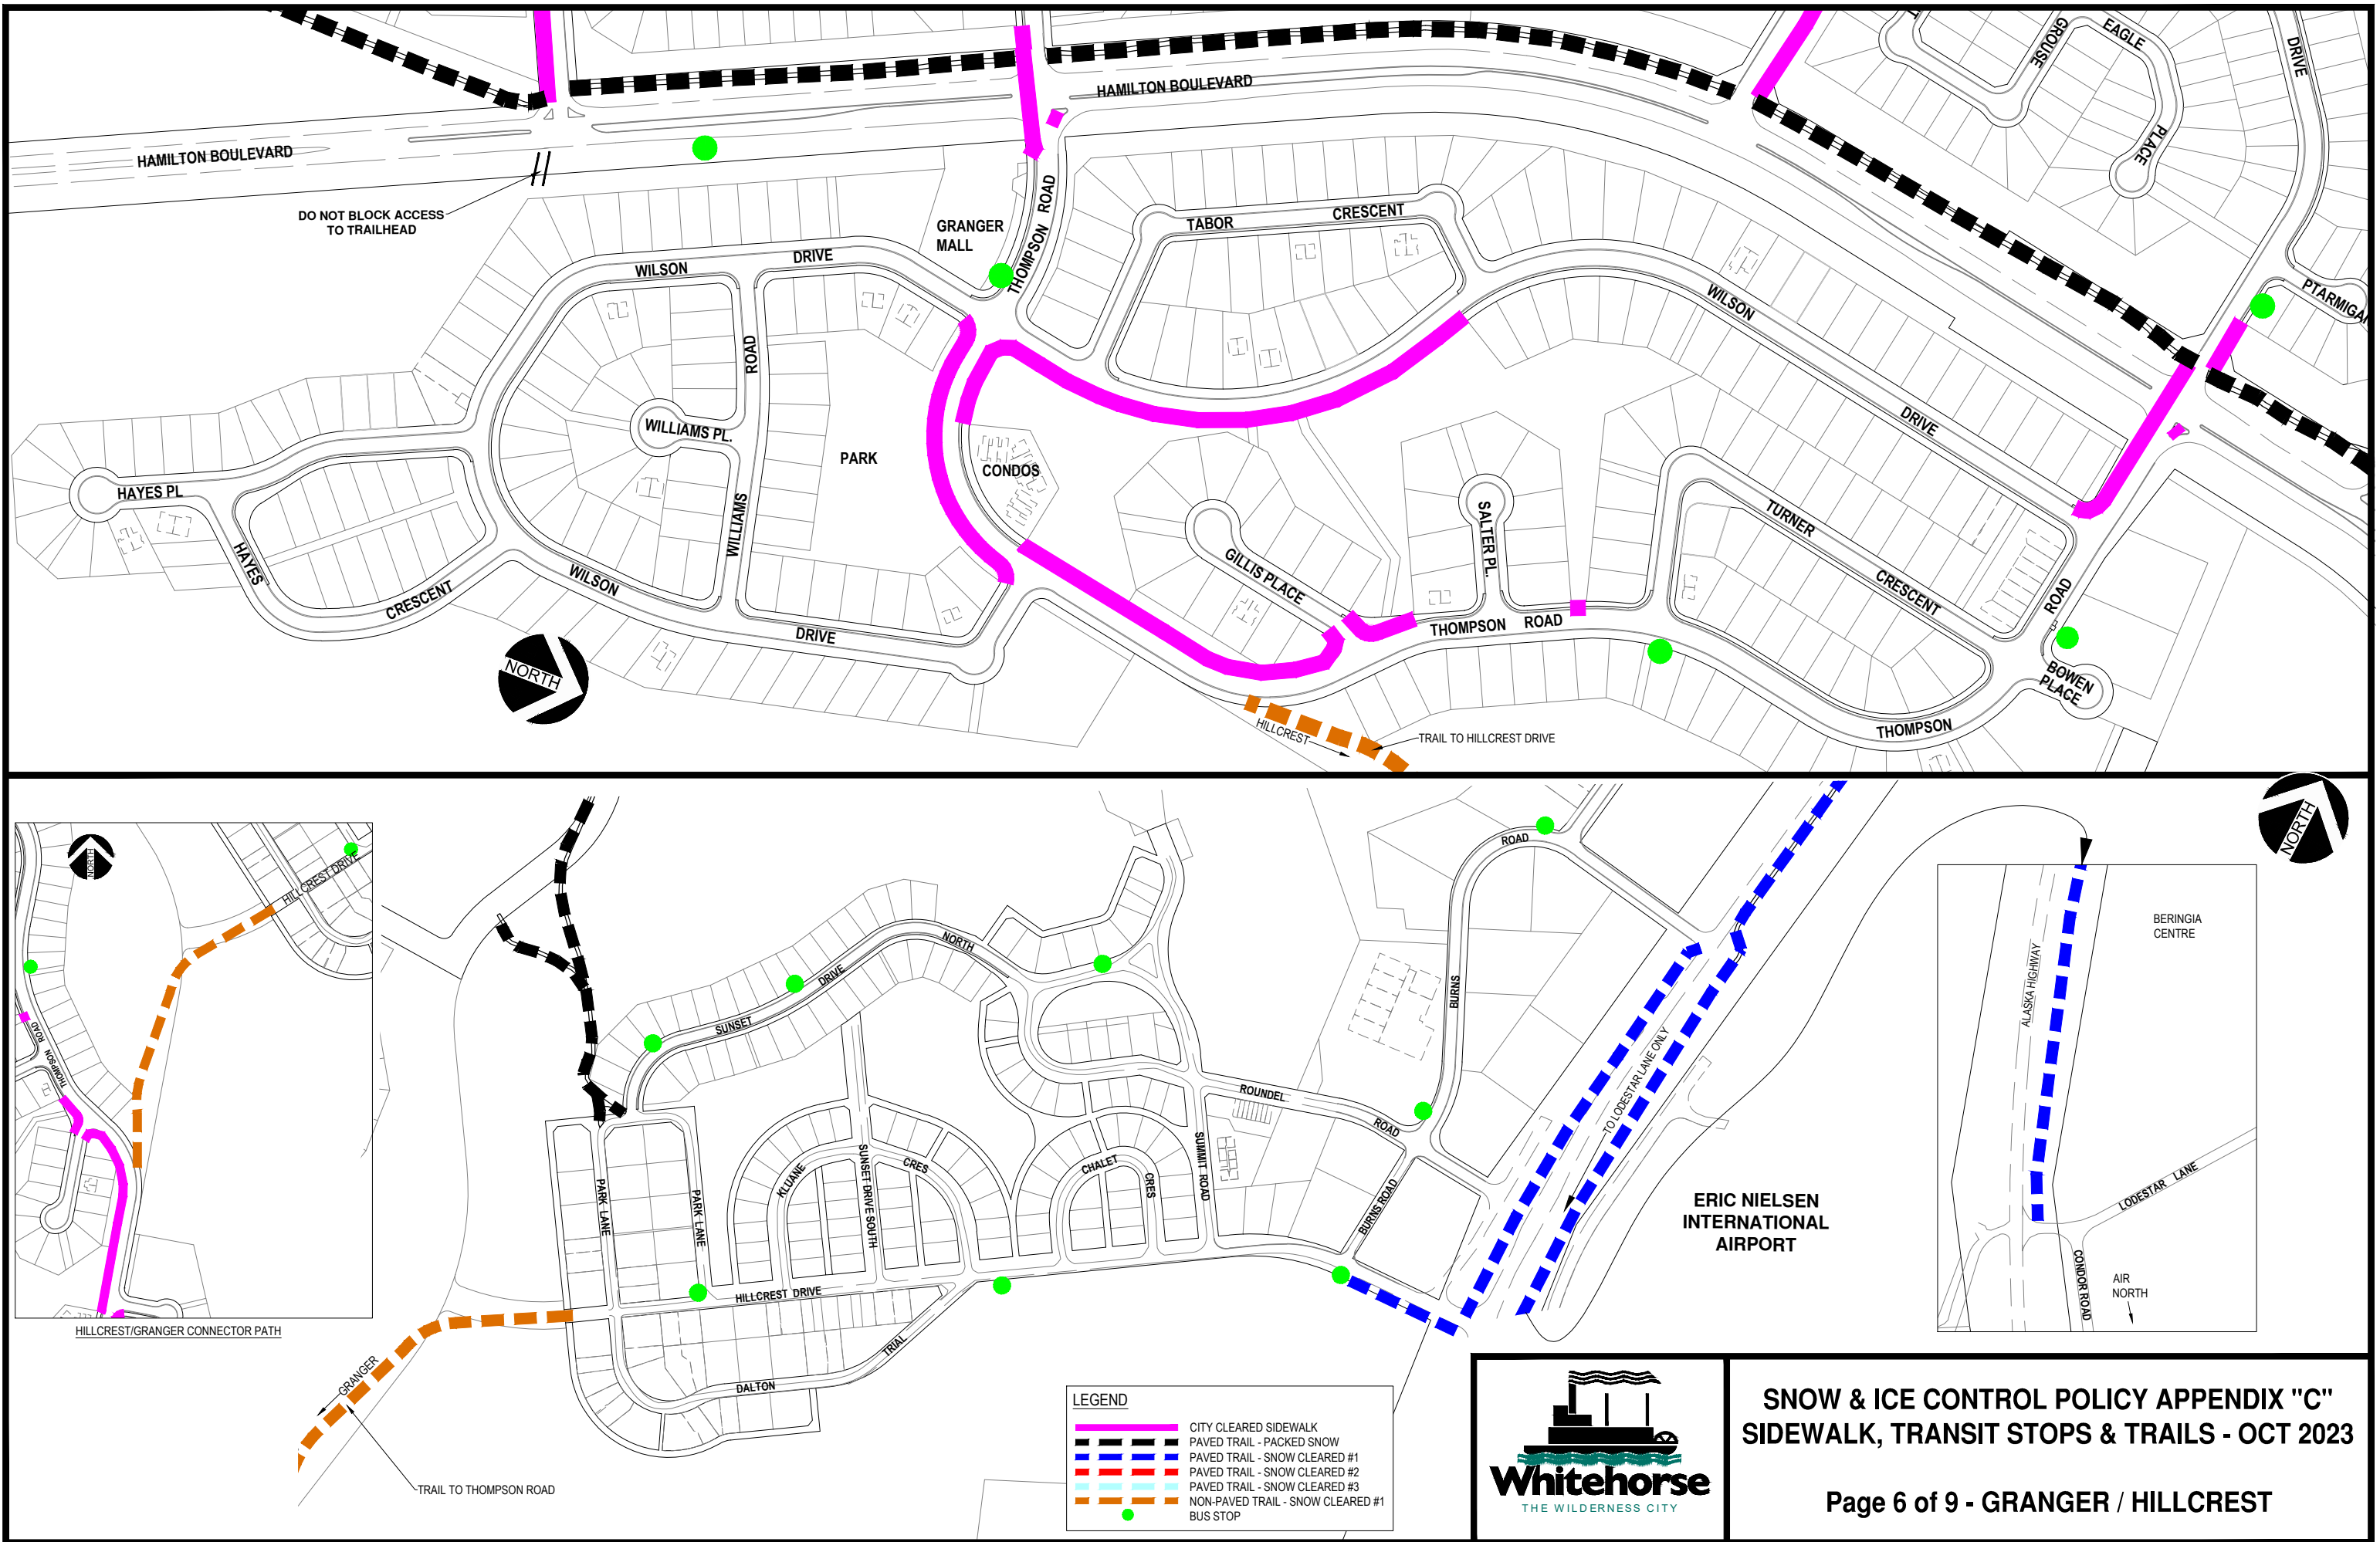 HAMILTON BOULEVARD
HAMILTON BOULEVARD
GROUSE
EAGLE
PLACE
DRIVE
DO NOT BLOCK ACCESS
TO TRAILHEAD
GRANGER
MALL
THOMPSON ROAD
TABOR CRESCENT
WILSON DRIVE
WILSON
DRIVE
PTARMIGAN
ROAD
WILLIAMS PL.
WILLIAMS
PARK
CONDOS
HAYES PL
HAYES
CRESCENT
WILSON
DRIVE
GILLIS PLACE
SALTER PL.
THOMPSON ROAD
TURNER
CRESCENT
ROAD
BOWEN
PLACE
THOMPSON
NORTH
HILLCREST
TRAIL TO HILLCREST DRIVE
NORTH
NORTH
HILLCREST DRIVE
ROAD
THOMPSON
HILLCREST/GRANGER CONNECTOR PATH
GRANGER
TRAIL TO THOMPSON ROAD
SUNSET
DRIVE
NORTH
PARK LANE
PARK LANE
KLUANE
CRES
SUNSET DRIVE SOUTH
CHALET
CRES
SUMMIT ROAD
ROUNDEL
ROAD
BURNS
ROAD
BURNS ROAD
HILLCREST DRIVE
DALTON
TRIAL
TO LODESTAR LANE ONLY
ERIC NIELSEN
INTERNATIONAL
AIRPORT
ALASKA HIGHWAY
BERINGIA
CENTRE
LODESTAR LANE
CONDOR ROAD
AIR
NORTH
LEGEND
CITY CLEARED SIDEWALK
PAVED TRAIL - PACKED SNOW
PAVED TRAIL - SNOW CLEARED #1
PAVED TRAIL - SNOW CLEARED #2
PAVED TRAIL - SNOW CLEARED #3
NON-PAVED TRAIL - SNOW CLEARED #1
BUS STOP
Whitehorse
THE WILDERNESS CITY
SNOW & ICE CONTROL POLICY APPENDIX "C"
SIDEWALK, TRANSIT STOPS & TRAILS - OCT 2023
Page 6 of 9 - GRANGER / HILLCREST